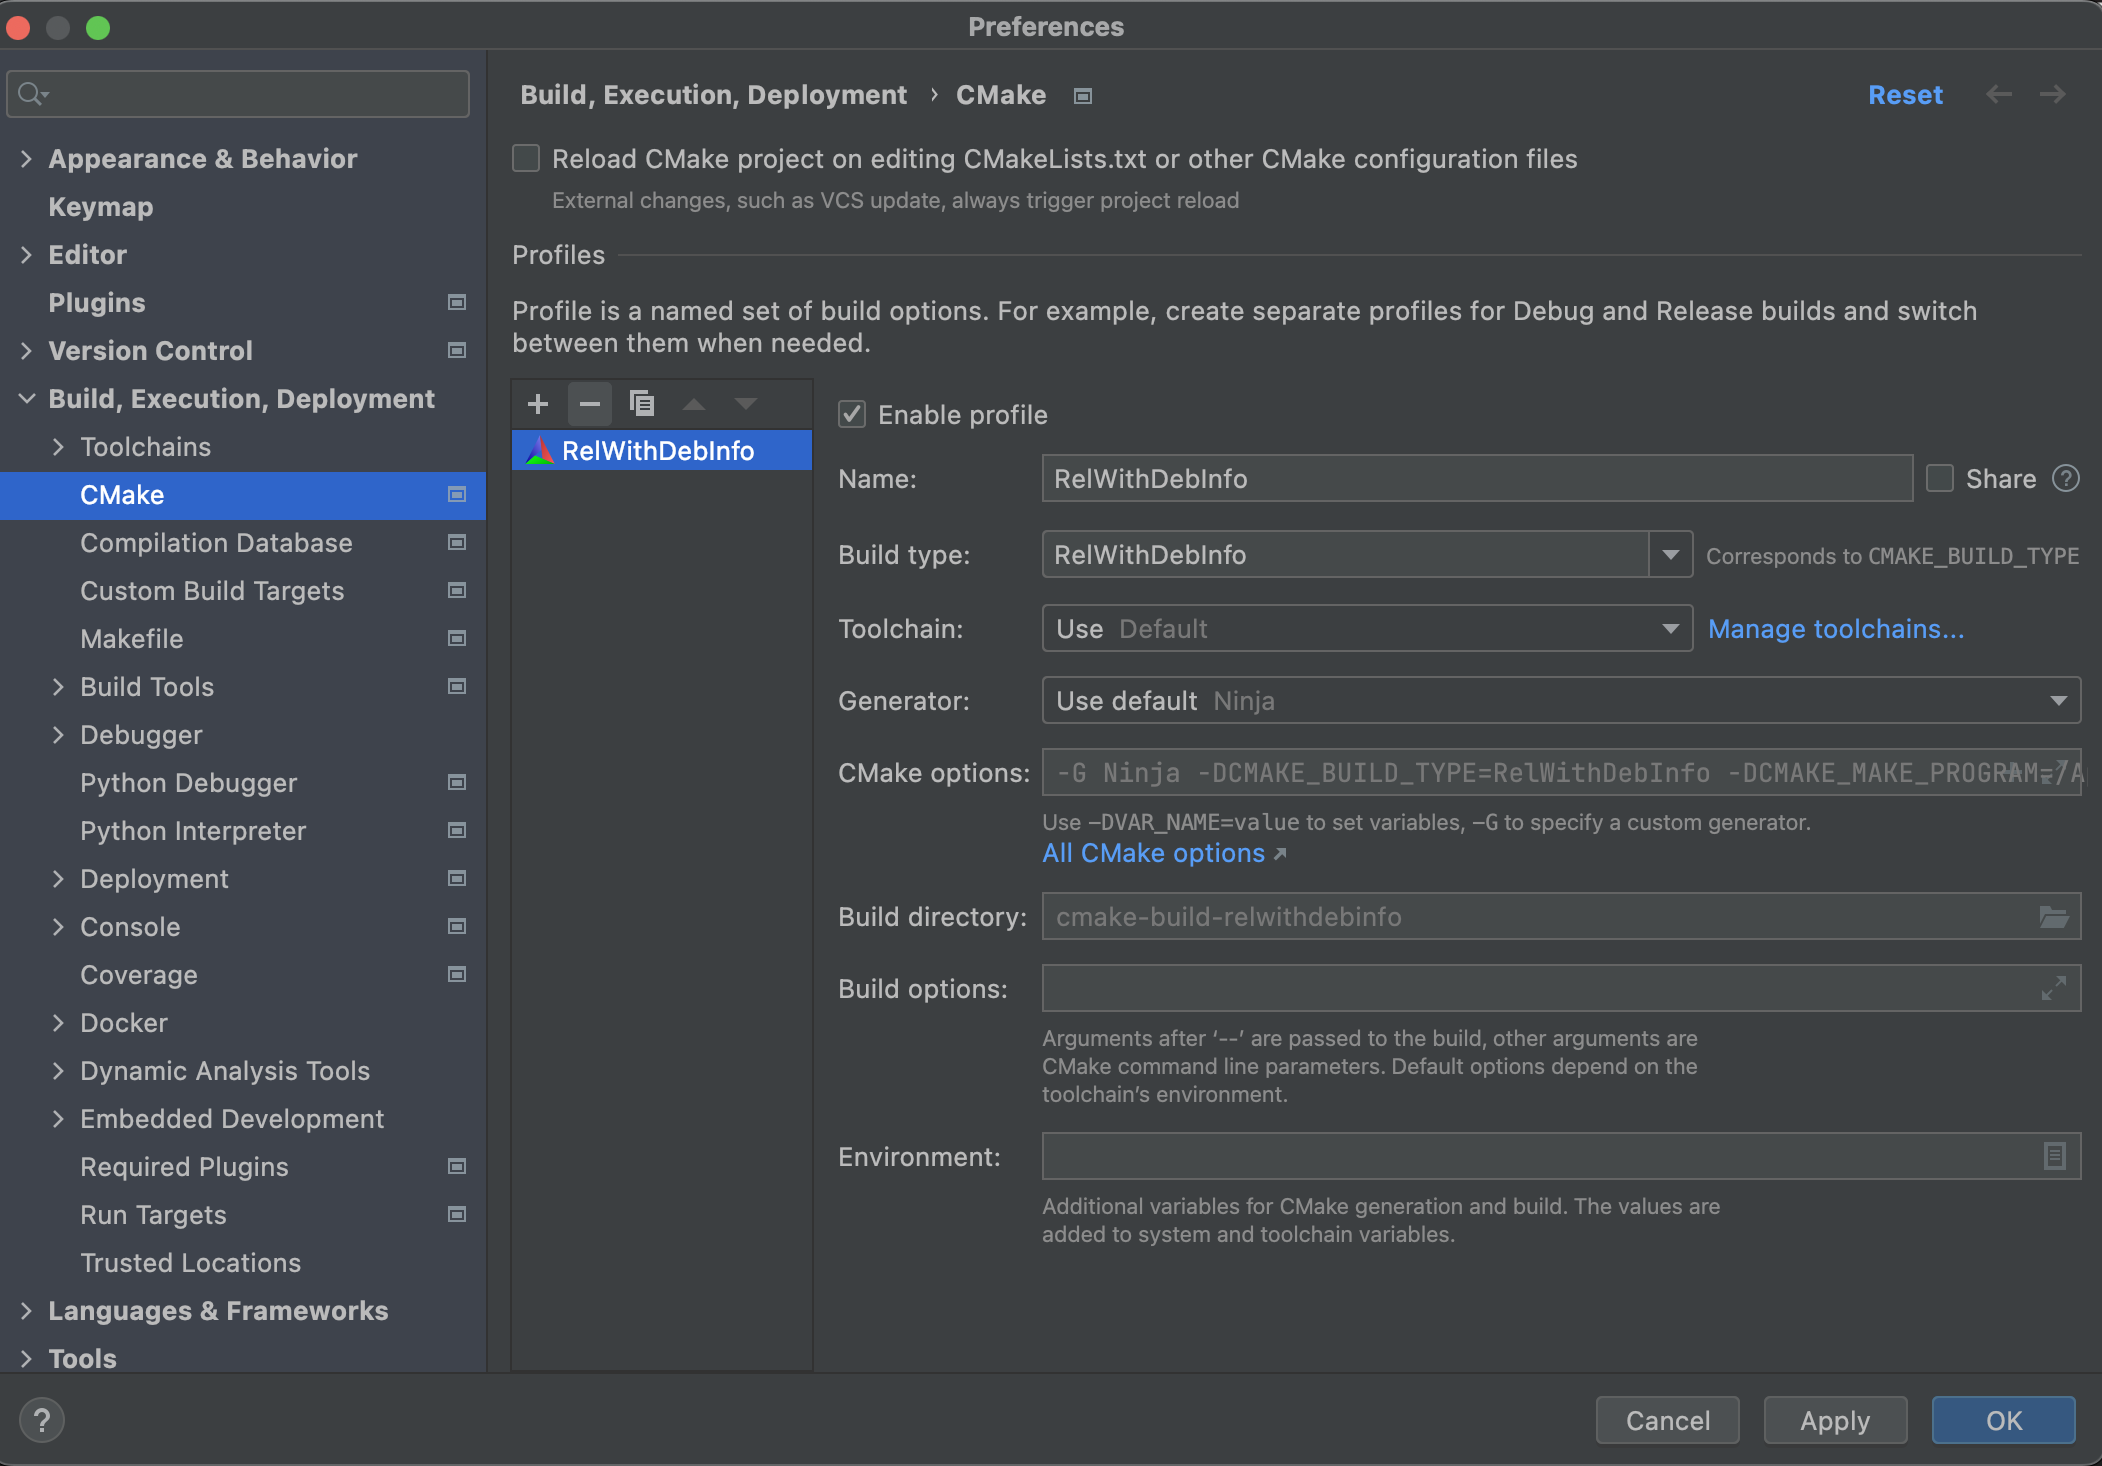 Preferences
Appearance & Behavior
Keymap
Editor
Plugins
Version Control
Build, Execution, Deployment
Toolchains
CMake
Compilation Database
Custom Build Targets
Makefile
Build Tools
Debugger
Python Debugger
Python Interpreter
Deployment
Console
Coverage
Docker
Dynamic Analysis Tools
Embedded Development
Required Plugins
Run Targets
Trusted Locations
Languages & Frameworks
Tools
Build, Execution, Deployment › CMake
Reset
Reload CMake project on editing CMakeLists.txt or other CMake configuration files
External changes, such as VCS update, always trigger project reload
Profiles
Profile is a named set of build options. For example, create separate profiles for Debug and Release builds and switch
between them when needed.
RelWithDebInfo
Enable profile
Name: RelWithDebInfo Share ?
Build type: RelWithDebInfo Corresponds to CMAKE_BUILD_TYPE
Toolchain: Use Default Manage toolchains...
Generator: Use default Ninja
CMake options: -G Ninja -DCMAKE_BUILD_TYPE=RelWithDebInfo -DCMAKE_MAKE_PROGRAM=/A
Use –DVAR_NAME=value to set variables, –G to specify a custom generator.
All CMake options ↗
Build directory: cmake-build-relwithdebinfo
Build options:
Arguments after ‘--’ are passed to the build, other arguments are
CMake command line parameters. Default options depend on the
toolchain’s environment.
Environment:
Additional variables for CMake generation and build. The values are
added to system and toolchain variables.
? Cancel Apply OK